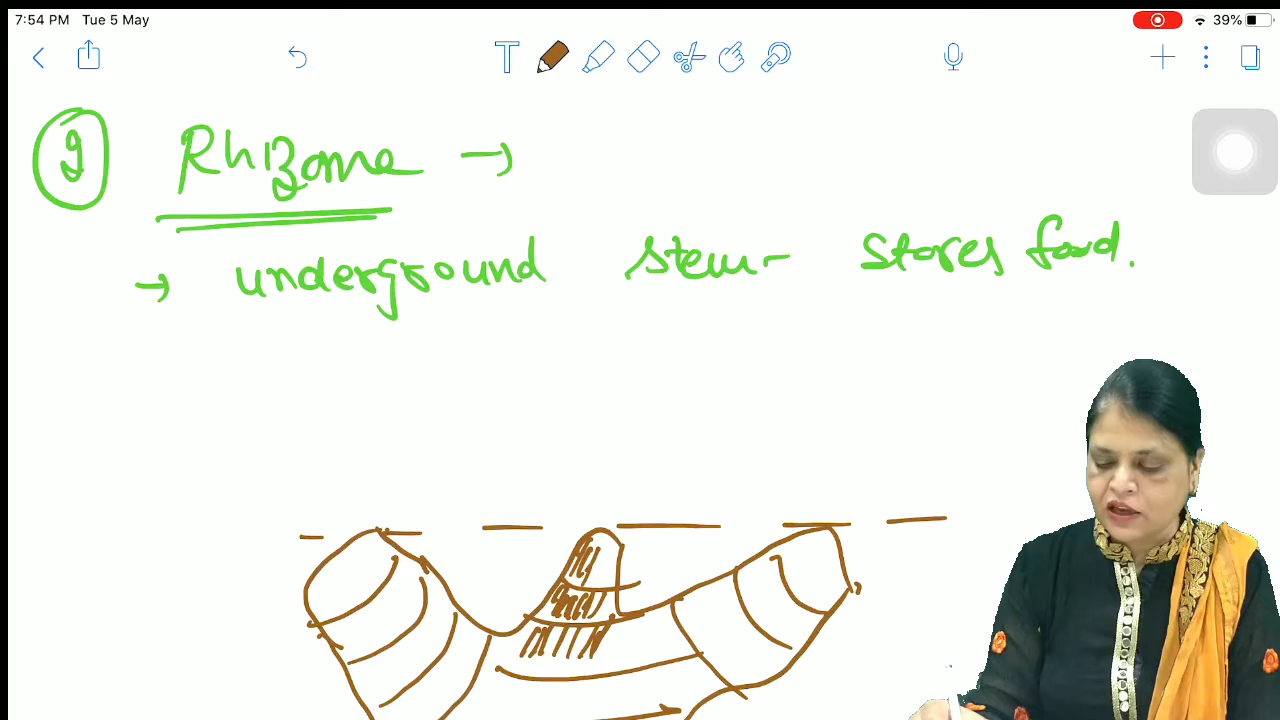 7:54 PM Tue 5 May
39%
9 Rhizome →
→ underground stem - stores food.